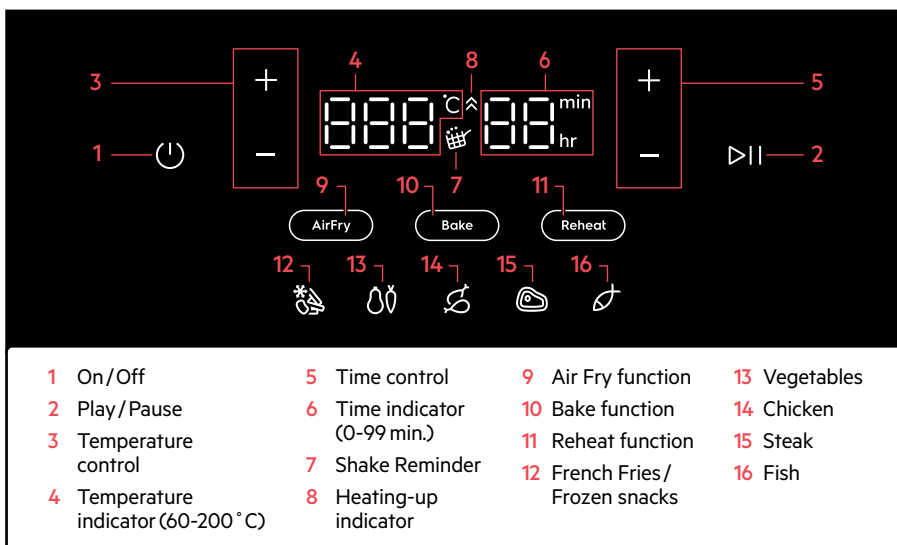 4
8
6
3
5
888
°C
88
min
hr
1
2
9
10
7
11
AirFry
Bake
Reheat
12
13
14
15
16
1 On/Off
2 Play/Pause
3 Temperature
control
4 Temperature
indicator (60-200˚C)
5 Time control
6 Time indicator
(0-99 min.)
7 Shake Reminder
8 Heating-up
indicator
9 Air Fry function
10 Bake function
11 Reheat function
12 French Fries/
Frozen snacks
13 Vegetables
14 Chicken
15 Steak
16 Fish